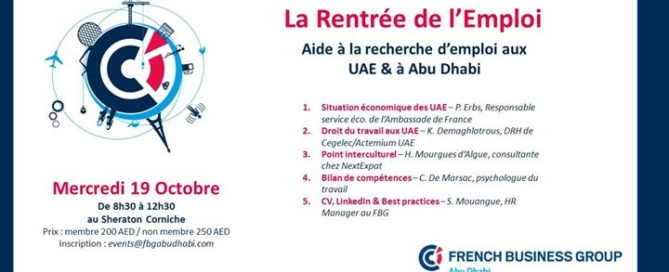 La Rentrée de l’Emploi
Aide à la recherche d’emploi aux
UAE & à Abu Dhabi
1. Situation économique des UAE – P. Erbs, Responsable
service éco. de l’Ambassade de France
2. Droit du travail aux UAE – K. Demaghlatrous, DRH de
Cegelec/Actemium UAE
3. Point interculturel – H. Mourgues d’Algue, consultante
chez NextExpat
4. Bilan de compétences – C. De Marsac, psychologue du
travail
5. CV, LinkedIn & Best practices – S. Mouangue, HR
Manager au FBG
Mercredi 19 Octobre
De 8h30 à 12h30
au Sheraton Corniche
Prix : membre 200 AED / non membre 250 AED
Inscription : events@fbgabudhabi.com
FRENCH BUSINESS GROUP
Abu Dhabi